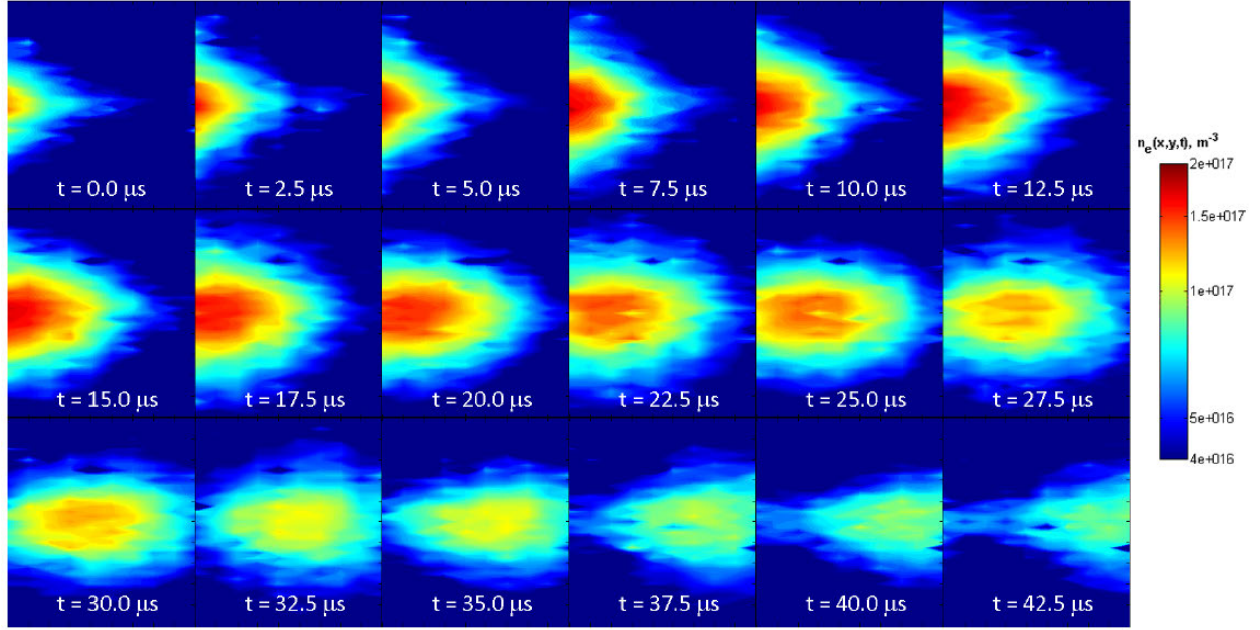 t = 0.0 μs
t = 2.5 μs
t = 5.0 μs
t = 7.5 μs
t = 10.0 μs
t = 12.5 μs
n_e(x,y,t), m^-3
2e+017
1.5e+017
1e+017
5e+016
4e+016
t = 15.0 μs
t = 17.5 μs
t = 20.0 μs
t = 22.5 μs
t = 25.0 μs
t = 27.5 μs
t = 30.0 μs
t = 32.5 μs
t = 35.0 μs
t = 37.5 μs
t = 40.0 μs
t = 42.5 μs